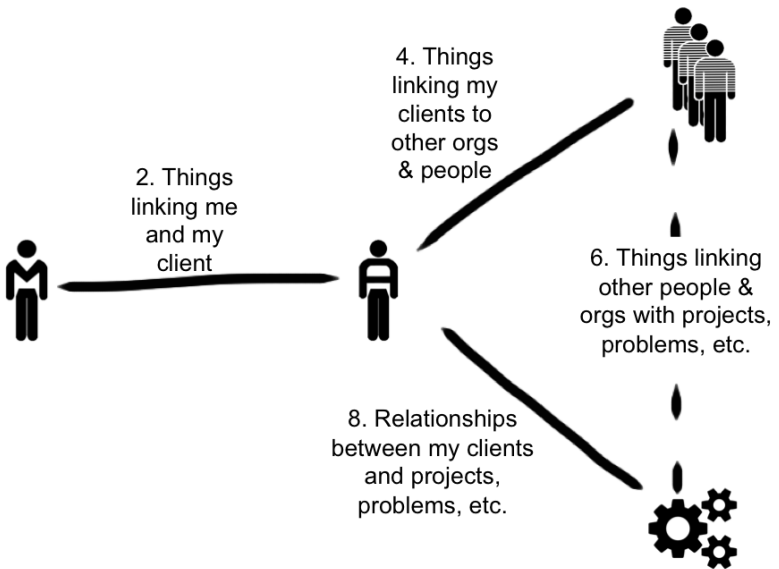 2. Things
linking me
and my
client
4. Things
linking my
clients to
other orgs
& people
6. Things linking
other people &
orgs with projects,
problems, etc.
8. Relationships
between my clients
and projects,
problems, etc.